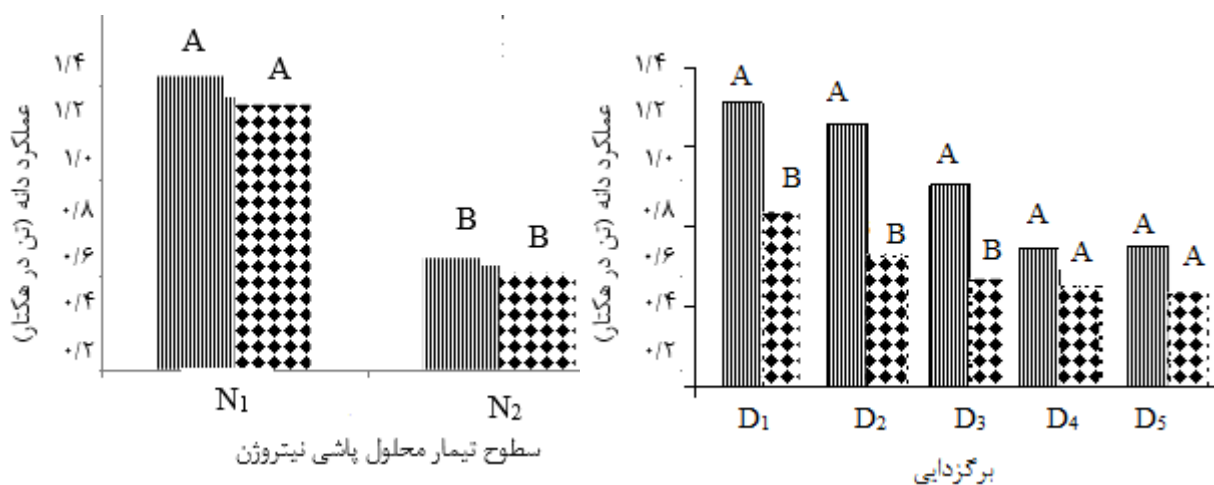 عملکرد دانه (تن در هکتار)
۱/۴
۱/۲
۱/۰
۰/۸
۰/۶
۰/۴
۰/۲
A
A
B
B
N1
N2
سطوح تیمار محلول پاشی نیتروژن
عملکرد دانه (تن در هکتار)
۱/۴
۱/۲
۱/۰
۰/۸
۰/۶
۰/۴
۰/۲
A
B
A
B
A
B
A
A
A
A
D1
D2
D3
D4
D5
برگزدایی